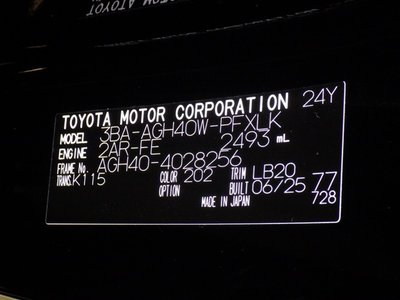 TOYOTA MOTOR CORPORATION 24Y
MODEL 3BA-AGH40W-PFXLK
ENGINE 2AR-FE 2493 mL
FRAME No. AGH40-4028256
TRANS. K115 COLOR 202 TRIM LB20
OPTION BUILT 06/25 77
MADE IN JAPAN 728